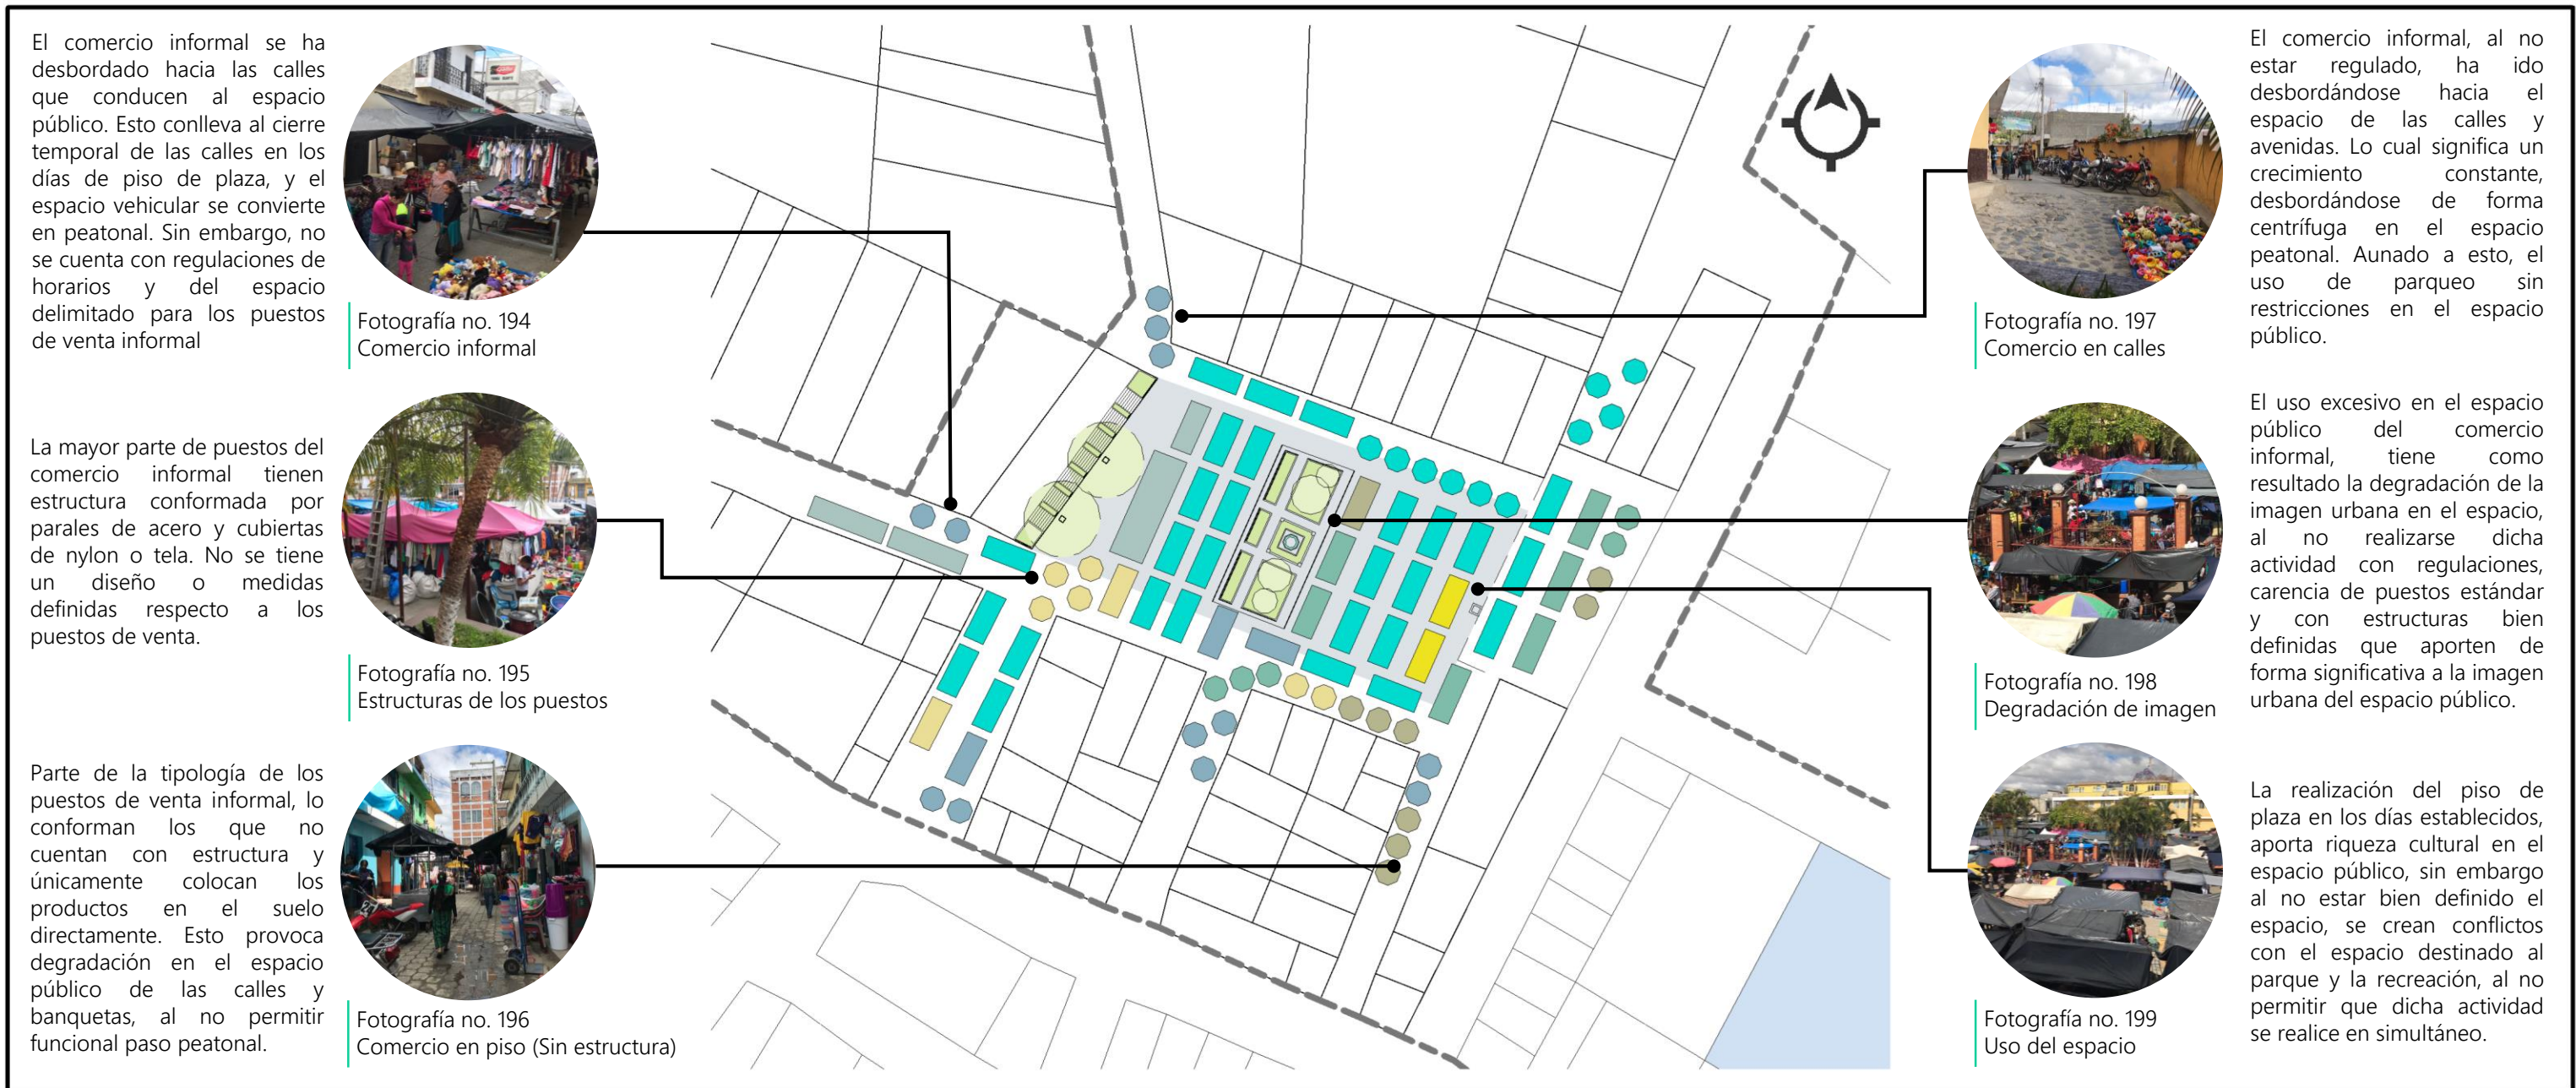 El comercio informal se ha
desbordado hacia las calles
que conducen al espacio
público. Esto conlleva al cierre
temporal de las calles en los
días de piso de plaza, y el
espacio vehicular se convierte
en peatonal. Sin embargo, no
se cuenta con regulaciones de
horarios y del espacio
delimitado para los puestos
de venta informal
Fotografía no. 194
Comercio informal
La mayor parte de puestos del
comercio informal tienen
estructura conformada por
parales de acero y cubiertas
de nylon o tela. No se tiene
un diseño o medidas
definidas respecto a los
puestos de venta.
Fotografía no. 195
Estructuras de los puestos
Parte de la tipología de los
puestos de venta informal, lo
conforman los que no
cuentan con estructura y
únicamente colocan los
productos en el suelo
directamente. Esto provoca
degradación en el espacio
público de las calles y
banquetas, al no permitir
funcional paso peatonal.
Fotografía no. 196
Comercio en piso (Sin estructura)
El comercio informal, al no
estar regulado, ha ido
desbordándose hacia el
espacio de las calles y
avenidas. Lo cual significa un
crecimiento constante,
desbordándose de forma
centrífuga en el espacio
peatonal. Aunado a esto, el
uso de parqueo sin
restricciones en el espacio
público.
Fotografía no. 197
Comercio en calles
El uso excesivo en el espacio
público del comercio
informal, tiene como
resultado la degradación de la
imagen urbana en el espacio,
al no realizarse dicha
actividad con regulaciones,
carencia de puestos estándar
y con estructuras bien
definidas que aporten de
forma significativa a la imagen
urbana del espacio público.
Fotografía no. 198
Degradación de imagen
La realización del piso de
plaza en los días establecidos,
aporta riqueza cultural en el
espacio público, sin embargo
al no estar bien definido el
espacio, se crean conflictos
con el espacio destinado al
parque y la recreación, al no
permitir que dicha actividad
se realice en simultáneo.
Fotografía no. 199
Uso del espacio